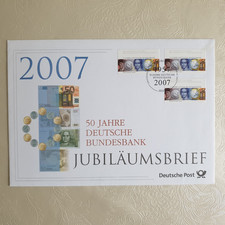 2007
50 JAHRE
DEUTSCHE
BUNDESBANK
JUBILÄUMSBRIEF
Deutsche Post
2007